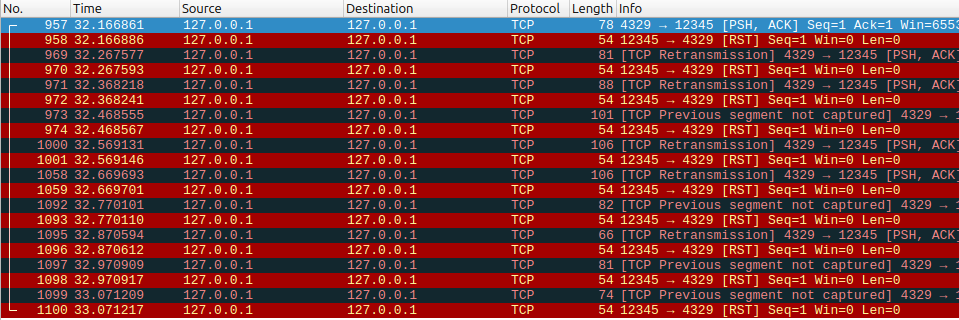 No. Time Source Destination Protocol Length Info
957 32.166861 127.0.0.1 127.0.0.1 TCP 78 4329 → 12345 [PSH, ACK] Seq=1 Ack=1 Win=6553
958 32.166886 127.0.0.1 127.0.0.1 TCP 54 12345 → 4329 [RST] Seq=1 Win=0 Len=0
969 32.267577 127.0.0.1 127.0.0.1 TCP 81 [TCP Retransmission] 4329 → 12345 [PSH, ACK]
970 32.267593 127.0.0.1 127.0.0.1 TCP 54 12345 → 4329 [RST] Seq=1 Win=0 Len=0
971 32.368218 127.0.0.1 127.0.0.1 TCP 88 [TCP Retransmission] 4329 → 12345 [PSH, ACK]
972 32.368241 127.0.0.1 127.0.0.1 TCP 54 12345 → 4329 [RST] Seq=1 Win=0 Len=0
973 32.468555 127.0.0.1 127.0.0.1 TCP 101 [TCP Previous segment not captured] 4329 → 1
974 32.468567 127.0.0.1 127.0.0.1 TCP 54 12345 → 4329 [RST] Seq=1 Win=0 Len=0
1000 32.569131 127.0.0.1 127.0.0.1 TCP 106 [TCP Retransmission] 4329 → 12345 [PSH, ACK]
1001 32.569146 127.0.0.1 127.0.0.1 TCP 54 12345 → 4329 [RST] Seq=1 Win=0 Len=0
1058 32.669693 127.0.0.1 127.0.0.1 TCP 106 [TCP Retransmission] 4329 → 12345 [PSH, ACK]
1059 32.669701 127.0.0.1 127.0.0.1 TCP 54 12345 → 4329 [RST] Seq=1 Win=0 Len=0
1092 32.770101 127.0.0.1 127.0.0.1 TCP 82 [TCP Previous segment not captured] 4329 → 1
1093 32.770110 127.0.0.1 127.0.0.1 TCP 54 12345 → 4329 [RST] Seq=1 Win=0 Len=0
1095 32.870594 127.0.0.1 127.0.0.1 TCP 66 [TCP Retransmission] 4329 → 12345 [PSH, ACK]
1096 32.870612 127.0.0.1 127.0.0.1 TCP 54 12345 → 4329 [RST] Seq=1 Win=0 Len=0
1097 32.970909 127.0.0.1 127.0.0.1 TCP 81 [TCP Previous segment not captured] 4329 → 1
1098 32.970917 127.0.0.1 127.0.0.1 TCP 54 12345 → 4329 [RST] Seq=1 Win=0 Len=0
1099 33.071209 127.0.0.1 127.0.0.1 TCP 74 [TCP Previous segment not captured] 4329 → 1
1100 33.071217 127.0.0.1 127.0.0.1 TCP 54 12345 → 4329 [RST] Seq=1 Win=0 Len=0